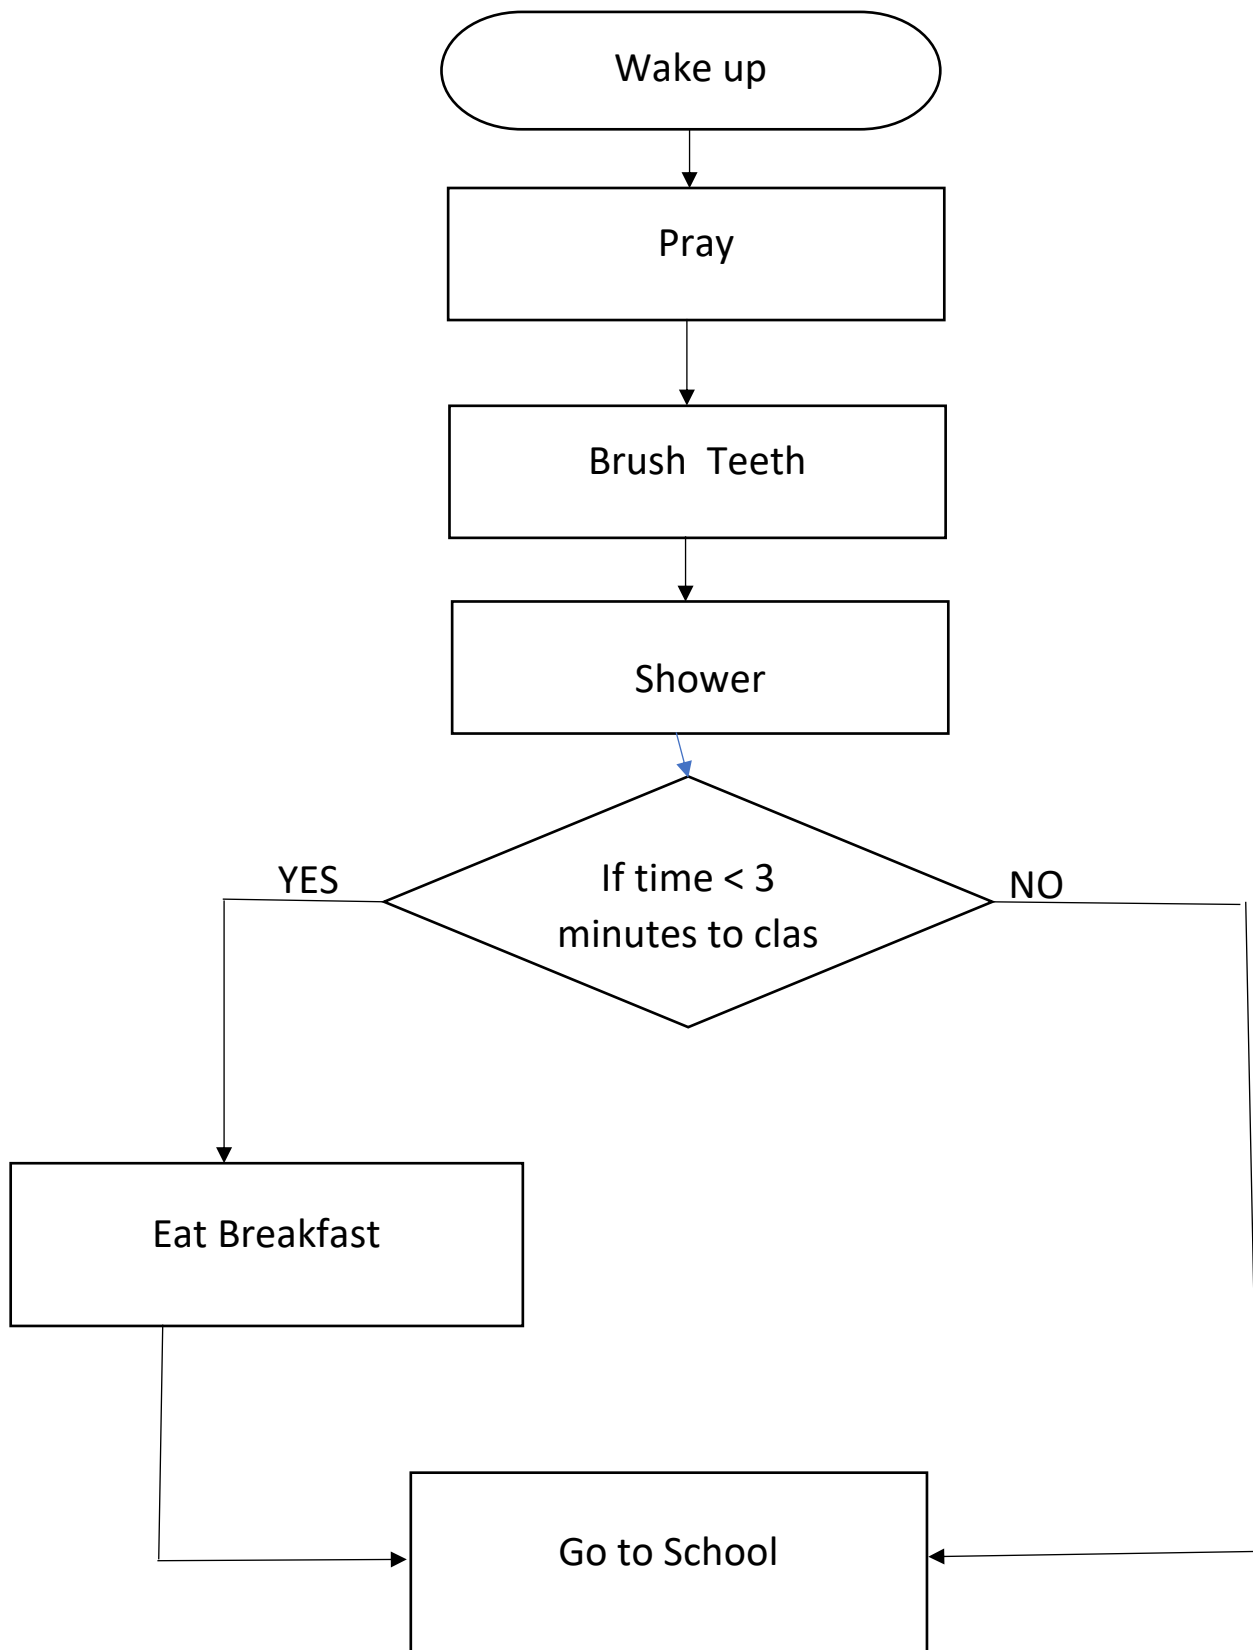 Wake up
Pray
Brush  Teeth
Shower
If time < 3
minutes to clas
YES
NO
Eat Breakfast
Go to School